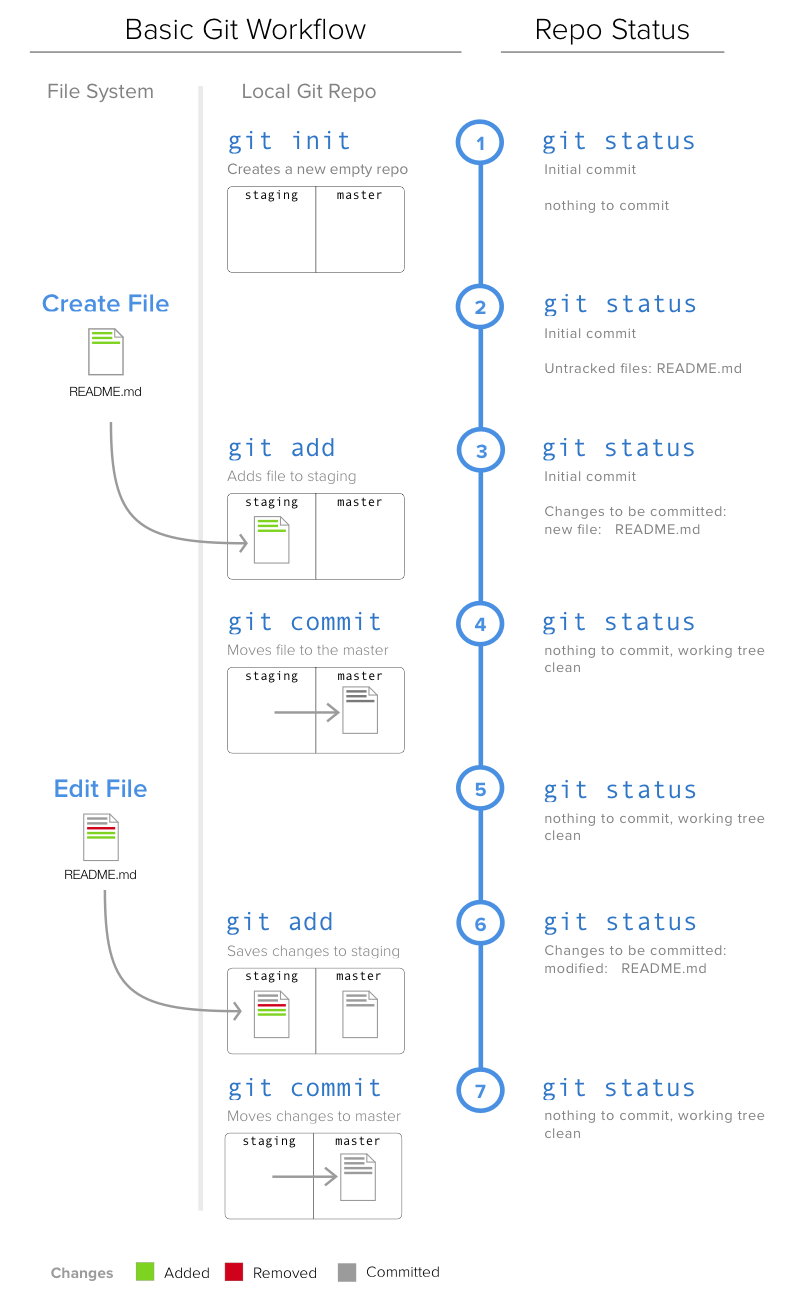 Basic Git Workflow
Repo Status
File System
Local Git Repo
git init
Creates a new empty repo
staging
master
1
git status
Initial commit
nothing to commit
Create File
README.md
2
git status
Initial commit
Untracked files: README.md
git add
Adds file to staging
staging
master
3
git status
Initial commit
Changes to be committed:
new file: README.md
git commit
Moves file to the master
staging
master
4
git status
nothing to commit, working tree
clean
Edit File
README.md
5
git status
nothing to commit, working tree
clean
git add
Saves changes to staging
staging
master
6
git status
Changes to be committed:
modified: README.md
git commit
Moves changes to master
staging
master
7
git status
nothing to commit, working tree
clean
Changes
Added
Removed
Committed